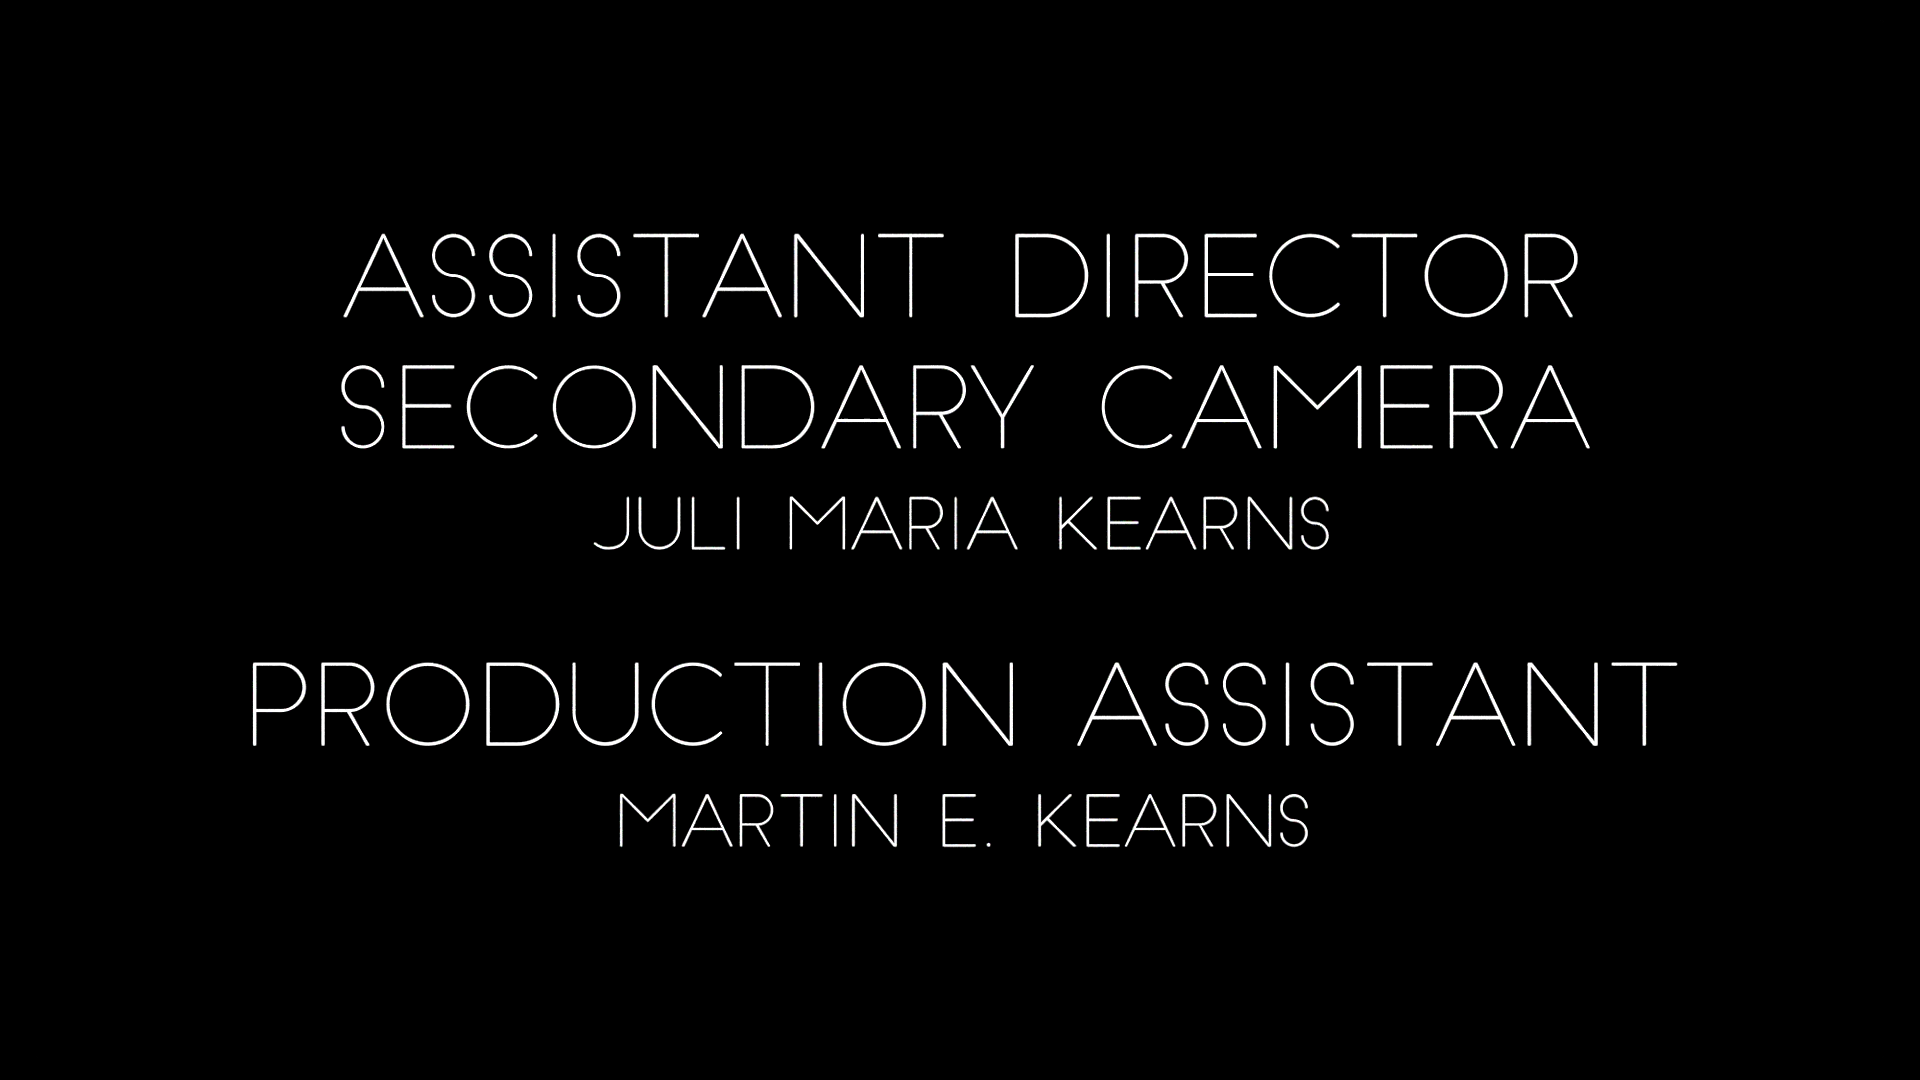 ASSISTANT DIRECTOR
SECONDARY CAMERA
JULI MARIA KEARNS
PRODUCTION ASSISTANT
MARTIN E. KEARNS